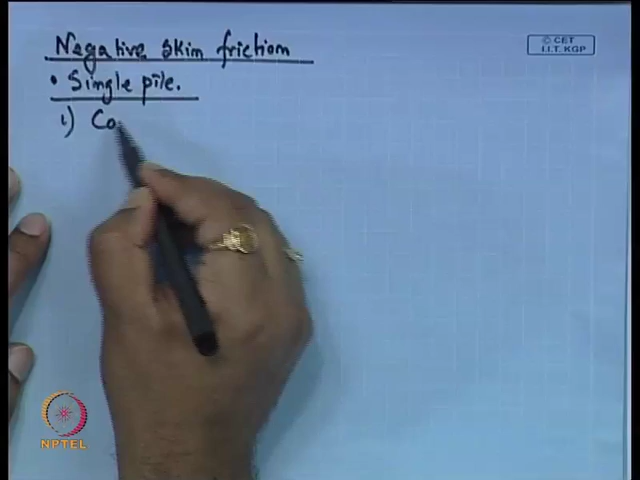 Negative skin friction
• Single pile.
1) Co
© CET
I.I.T. KGP
NPTEL